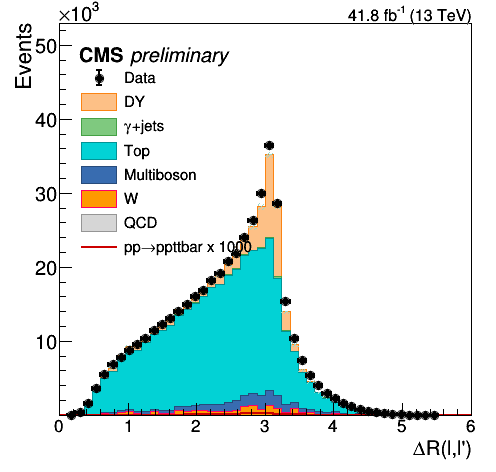 ×10³
41.8 fb⁻¹ (13 TeV)
Events
CMS preliminary
Data
DY
γ+jets
Top
Multiboson
W
QCD
pp→ppttbar x 1000
50
40
30
20
10
0 1 2 3 4 5 6
ΔR(l,l')